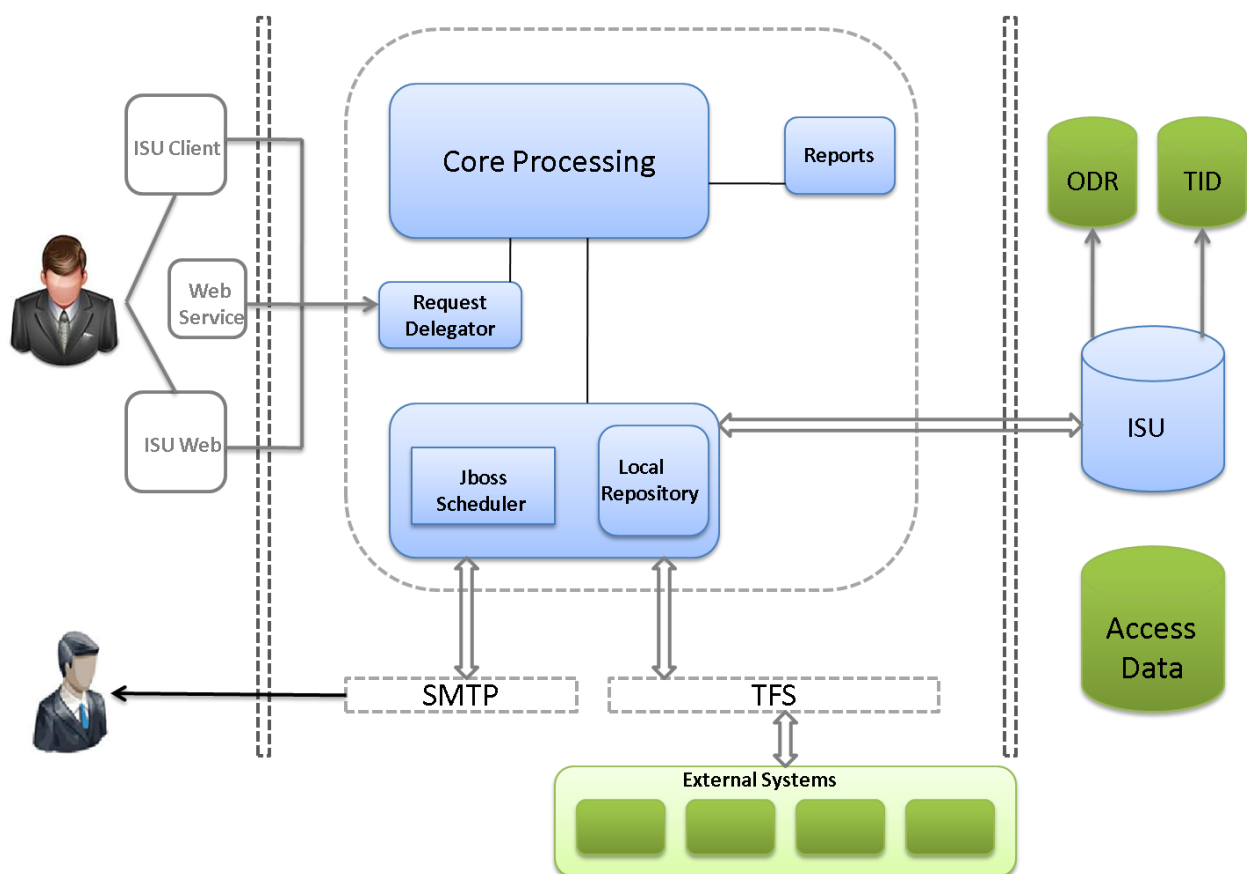 ISU Client
Core Processing
Reports
ODR
TID
Web
Service
Request
Delegator
ISU Web
Jboss
Scheduler
Local
Repository
ISU
Access
Data
SMTP
TFS
External Systems